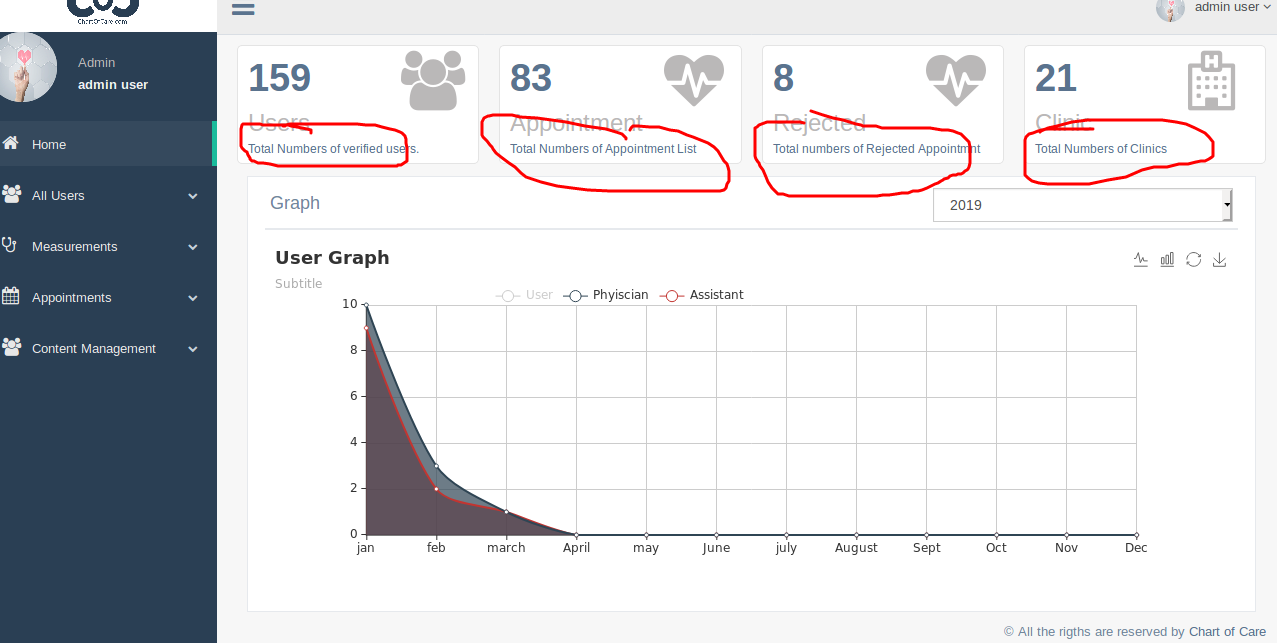 ChartOfCare.com
admin user
Admin
admin user
Home
All Users
Measurements
Appointments
Content Management
159
Users
Total Numbers of verified users.
83
Appointment
Total Numbers of Appointment List
8
Rejected
Total numbers of Rejected Appointmnt
21
Clinic
Total Numbers of Clinics
H
Graph
2019
User Graph
Subtitle
User Phyiscian Assistant
10
8
6
4
2
0
jan feb march April may June july August Sept Oct Nov Dec
© All the rigths are reserved by Chart of Care